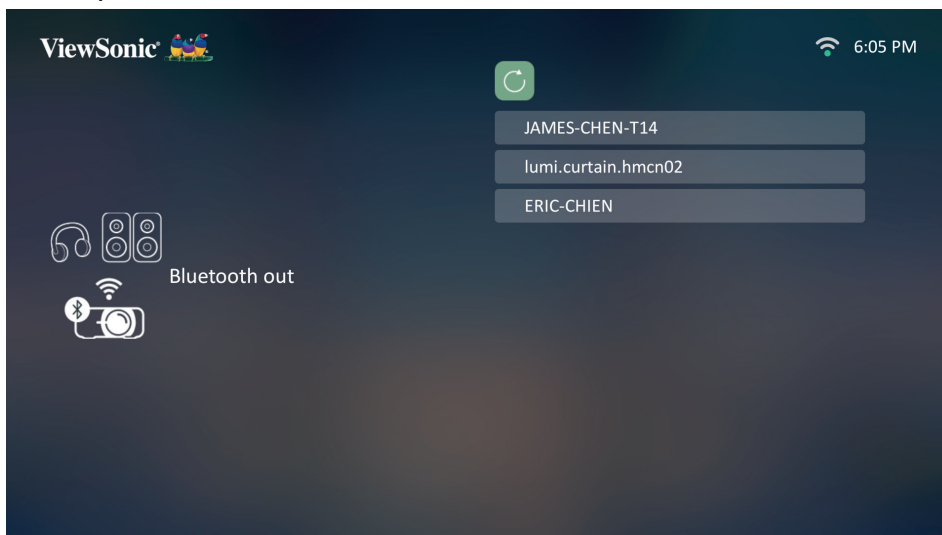 ViewSonic
6:05 PM
JAMES-CHEN-T14
lumi.curtain.hmcn02
ERIC-CHIEN
Bluetooth out